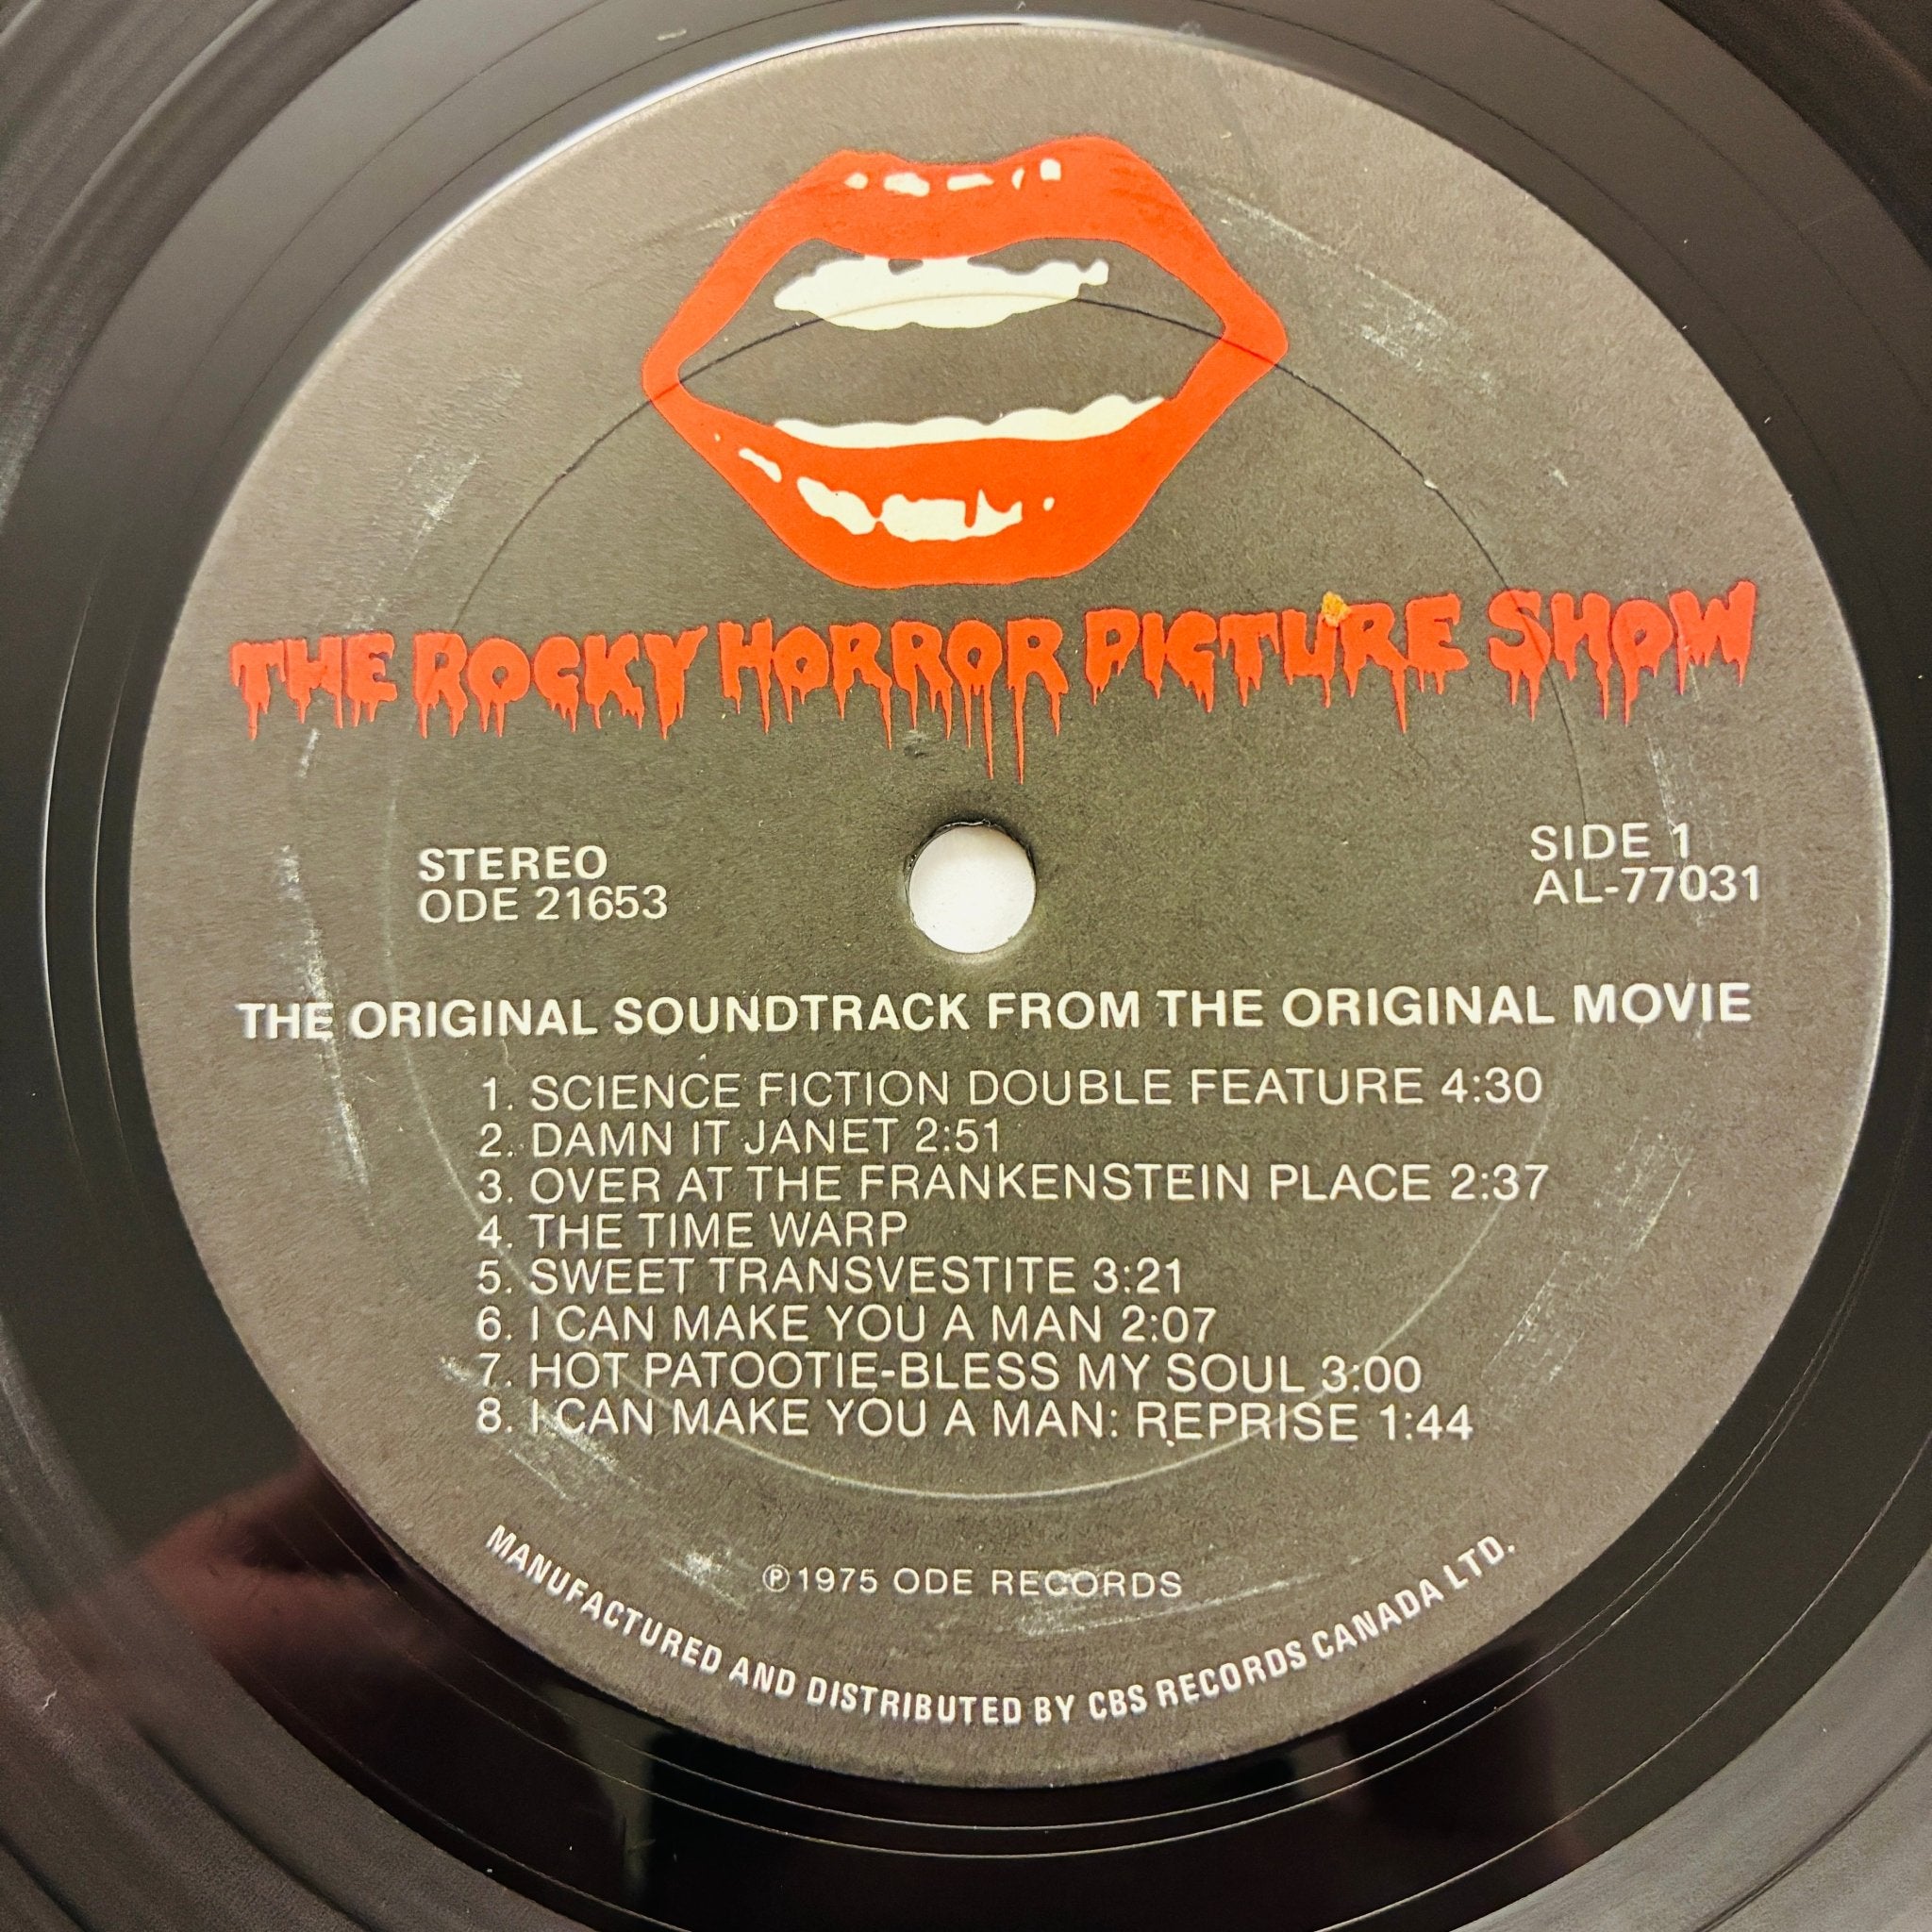 THE ROCKY HORROR PICTURE SHOW
STEREO
ODE 21653
SIDE 1
AL-77031
THE ORIGINAL SOUNDTRACK FROM THE ORIGINAL MOVIE
1. SCIENCE FICTION DOUBLE FEATURE 4:30
2. DAMN IT JANET 2:51
3. OVER AT THE FRANKENSTEIN PLACE 2:37
4. THE TIME WARP
5. SWEET TRANSVESTITE 3:21
6. I CAN MAKE YOU A MAN 2:07
7. HOT PATOOTIE-BLESS MY SOUL 3:00
8. I CAN MAKE YOU A MAN: REPRISE 1:44
℗1975 ODE RECORDS
MANUFACTURED AND DISTRIBUTED BY CBS RECORDS CANADA LTD.